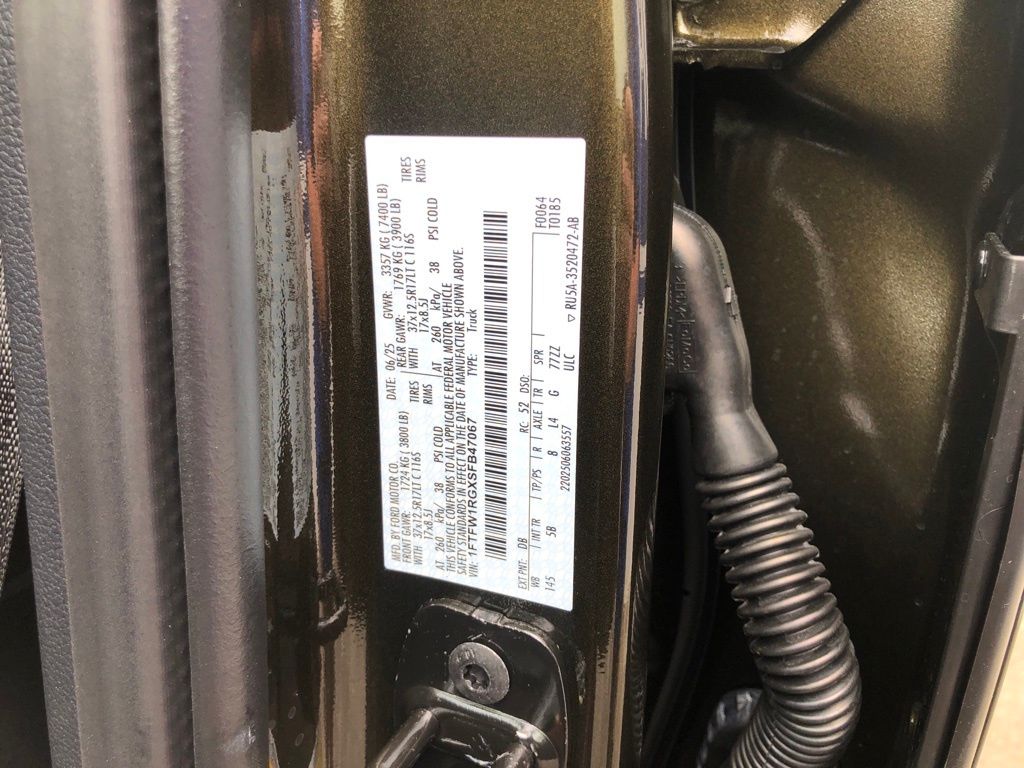 MFD. BY FORD MOTOR CO. DATE: 06/25 GVWR: 3357 KG ( 7400 LB)
FRONT GAWR: 1724 KG ( 3800 LB) REAR GAWR: 1769 KG ( 3900 LB)
WITH 37x12.5R17LT C 116S TIRES WITH 37x12.5R17LT C 116S TIRES
17x8.5J RIMS 17x8.5J RIMS
AT 260 kPa/ 38 PSI COLD AT 260 kPa/ 38 PSI COLD
THIS VEHICLE CONFORMS TO ALL APPLICABLE FEDERAL MOTOR VEHICLE
SAFETY STANDARDS IN EFFECT ON THE DATE OF MANUFACTURE SHOWN ABOVE.
VIN: 1FTFW1RGXSFB47067 TYPE: Truck
EXT PNT: DB RC: 52 DSO: F0064
WB | INTR | TP/PS | R | AXLE | TR | SPR | T01B5
145 5B 8 L4 G 77ZZ
2202506063557 ULC ▽ RU5A-3520472-AB